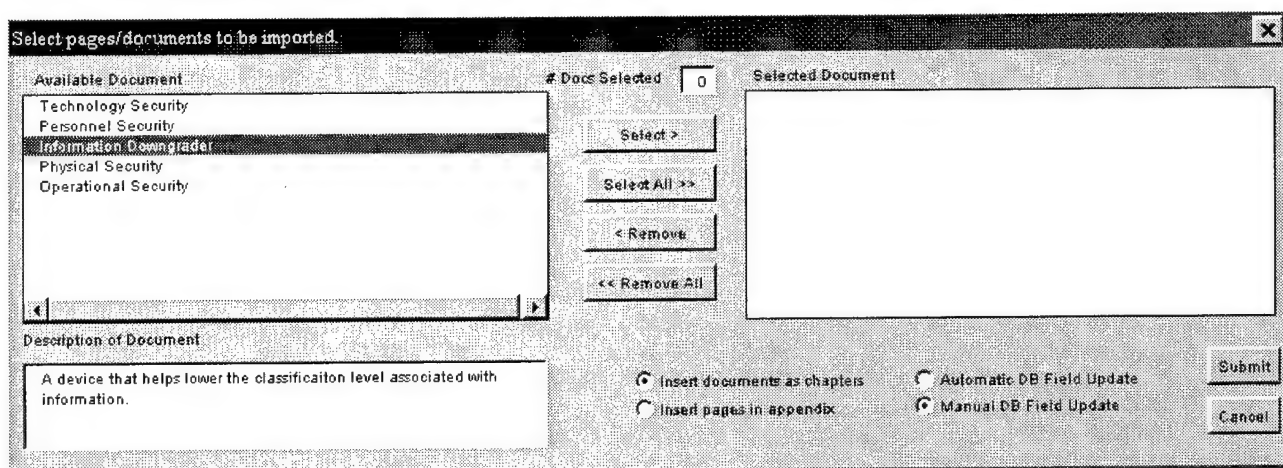 Select pages/documents to be imported.
Available Document
Technology Security
Personnel Security
Information Downgrader
Physical Security
Operational Security
# Docs Selected 0
Select >
Select All >>
< Remove
<< Remove All
Selected Document
Description of Document
A device that helps lower the classificaiton level associated with
information.
Insert documents as chapters
Insert pages in appendix
Automatic DB Field Update
Manual DB Field Update
Submit
Cancel